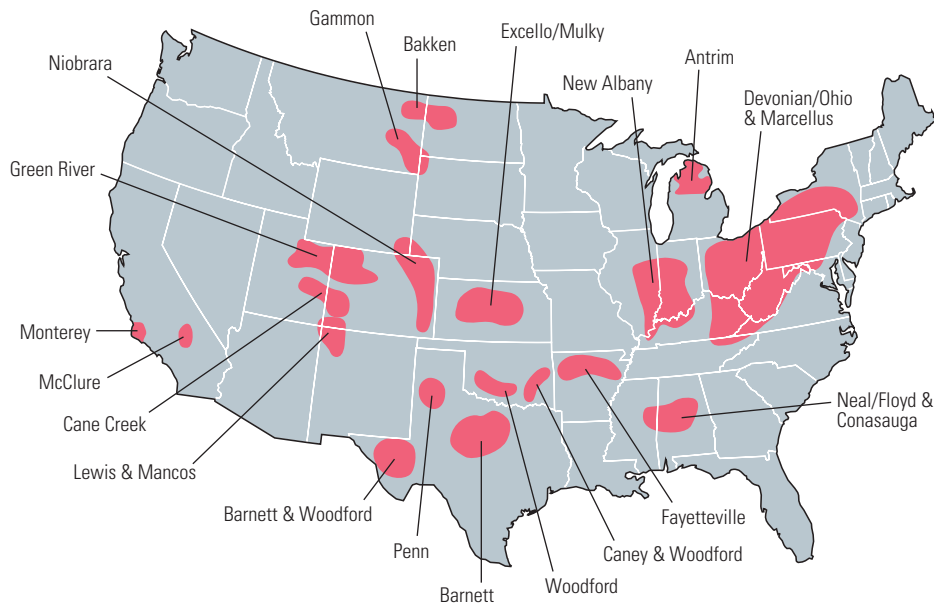 Gammon
Bakken
Excello/Mulky
Niobrara
New Albany
Antrim
Devonian/Ohio
& Marcellus
Green River
Monterey
McClure
Cane Creek
Lewis & Mancos
Barnett & Woodford
Penn
Barnett
Woodford
Caney & Woodford
Fayetteville
Neal/Floyd &
Conasauga